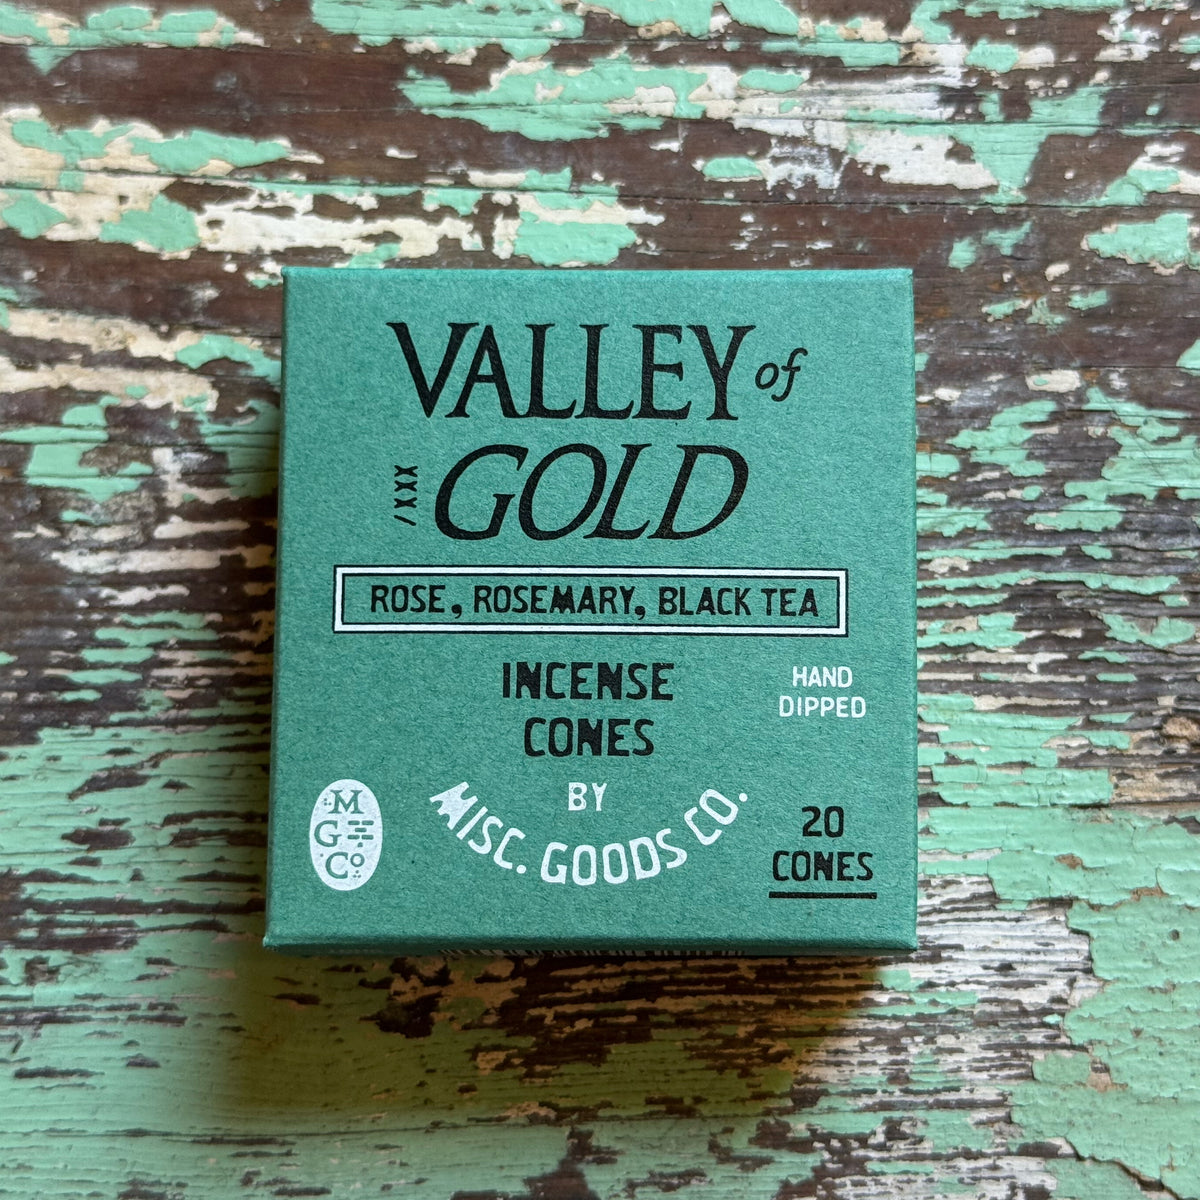 VALLEY of
GOLD
XXX/
ROSE, ROSEMARY, BLACK TEA
INCENSE
CONES
HAND
DIPPED
BY
MISC. GOODS CO.
20
CONES
M
G
Co